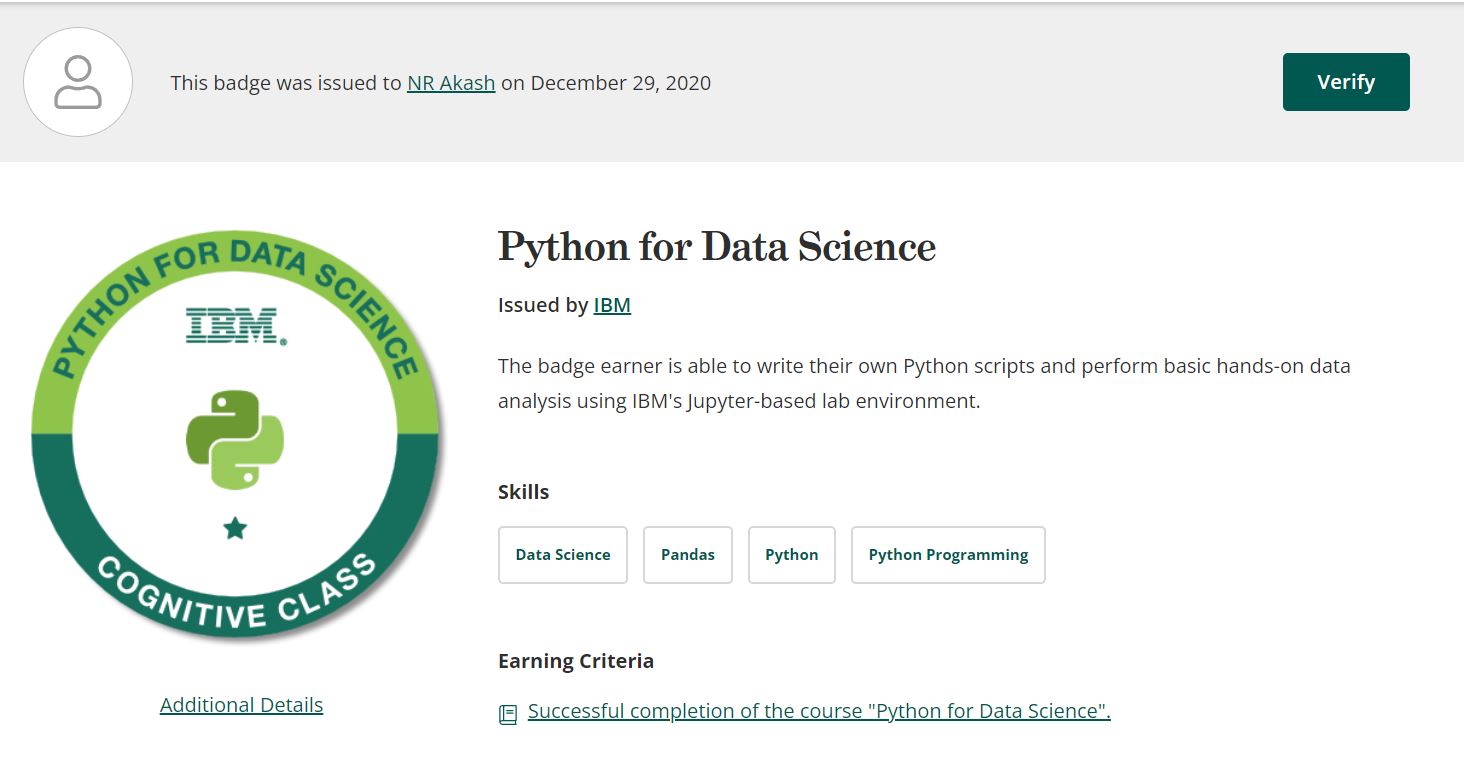 This badge was issued to NR Akash on December 29, 2020
Verify
PYTHON FOR DATA SCIENCE
IBM®
COGNITIVE CLASS
Additional Details
Python for Data Science
Issued by IBM
The badge earner is able to write their own Python scripts and perform basic hands-on data
analysis using IBM's Jupyter-based lab environment.
Skills
Data Science
Pandas
Python
Python Programming
Earning Criteria
Successful completion of the course "Python for Data Science".